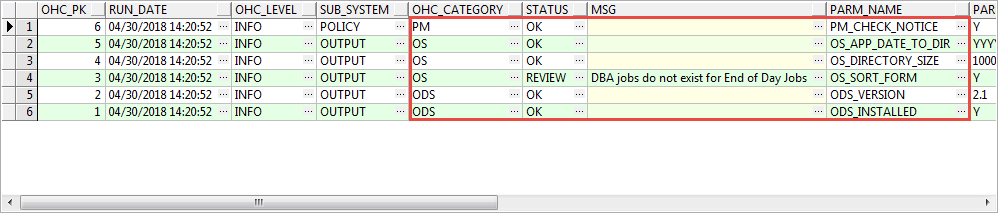 OHC_PK RUN_DATE OHC_LEVEL SUB_SYSTEM OHC_CATEGORY STATUS MSG PARM_NAME PAR
1 6 04/30/2018 14:20:52 ... INFO ... POLICY ... PM ... OK ... ... PM_CHECK_NOTICE ... Y
2 5 04/30/2018 14:20:52 ... INFO ... OUTPUT ... OS ... OK ... ... OS_APP_DATE_TO_DIR ... YYYY
3 4 04/30/2018 14:20:52 ... INFO ... OUTPUT ... OS ... OK ... ... OS_DIRECTORY_SIZE ... 1000
4 3 04/30/2018 14:20:52 ... INFO ... OUTPUT ... OS ... REVIEW ... DBA jobs do not exist for End of Day Jobs ... OS_SORT_FORM ... Y
5 2 04/30/2018 14:20:52 ... INFO ... OUTPUT ... ODS ... OK ... ... ODS_VERSION ... 2.1
6 1 04/30/2018 14:20:52 ... INFO ... OUTPUT ... ODS ... OK ... ... ODS_INSTALLED ... Y